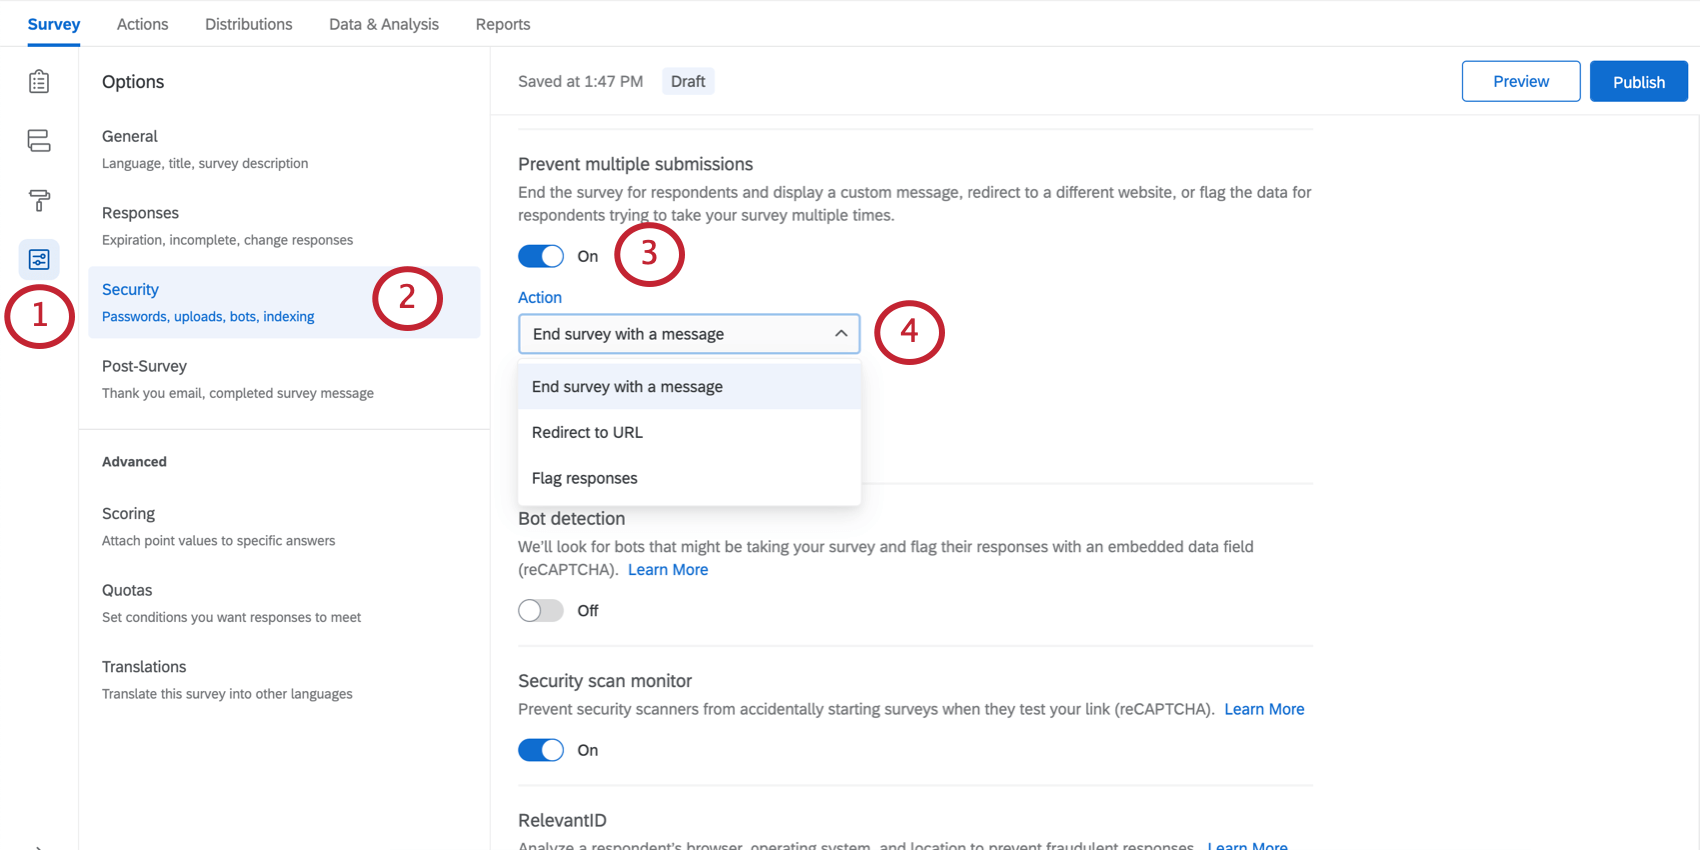 Survey Actions Distributions Data & Analysis Reports
Options
General
Language, title, survey description
Responses
Expiration, incomplete, change responses
Security
Passwords, uploads, bots, indexing
1
2
Post-Survey
Thank you email, completed survey message
Advanced
Scoring
Attach point values to specific answers
Quotas
Set conditions you want responses to meet
Translations
Translate this survey into other languages
Saved at 1:47 PM Draft
Preview Publish
Prevent multiple submissions
End the survey for respondents and display a custom message, redirect to a different website, or flag the data for
respondents trying to take your survey multiple times.
On
3
Action
End survey with a message
4
End survey with a message
Redirect to URL
Flag responses
Bot detection
We'll look for bots that might be taking your survey and flag their responses with an embedded data field
(reCAPTCHA). Learn More
Off
Security scan monitor
Prevent security scanners from accidentally starting surveys when they test your link (reCAPTCHA). Learn More
On
RelevantID
Analyze a respondent's browser, operating system, and location to prevent fraudulent responses. Learn More